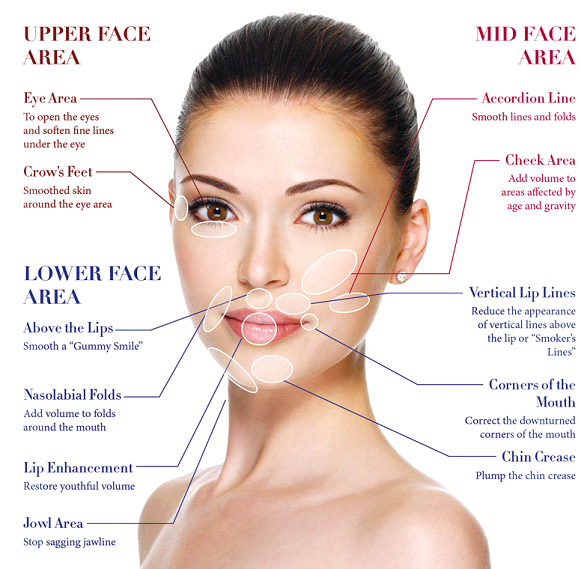 UPPER FACE
AREA
Eye Area
To open the eyes
and soften fine lines
under the eye
Crow's Feet
Smoothed skin
around the eye area
LOWER FACE
AREA
Above the Lips
Smooth a “Gummy Smile”
Nasolabial Folds
Add volume to folds
around the mouth
Lip Enhancement
Restore youthful volume
Jowl Area
Stop sagging jawline
MID FACE
AREA
Accordion Line
Smooth lines and folds
Cheek Area
Add volume to
areas affected by
age and gravity
Vertical Lip Lines
Reduce the appearance
of vertical lines above
the lip or “Smoker's
Lines”
Corners of the
Mouth
Correct the downturned
corners of the mouth
Chin Crease
Plump the chin crease